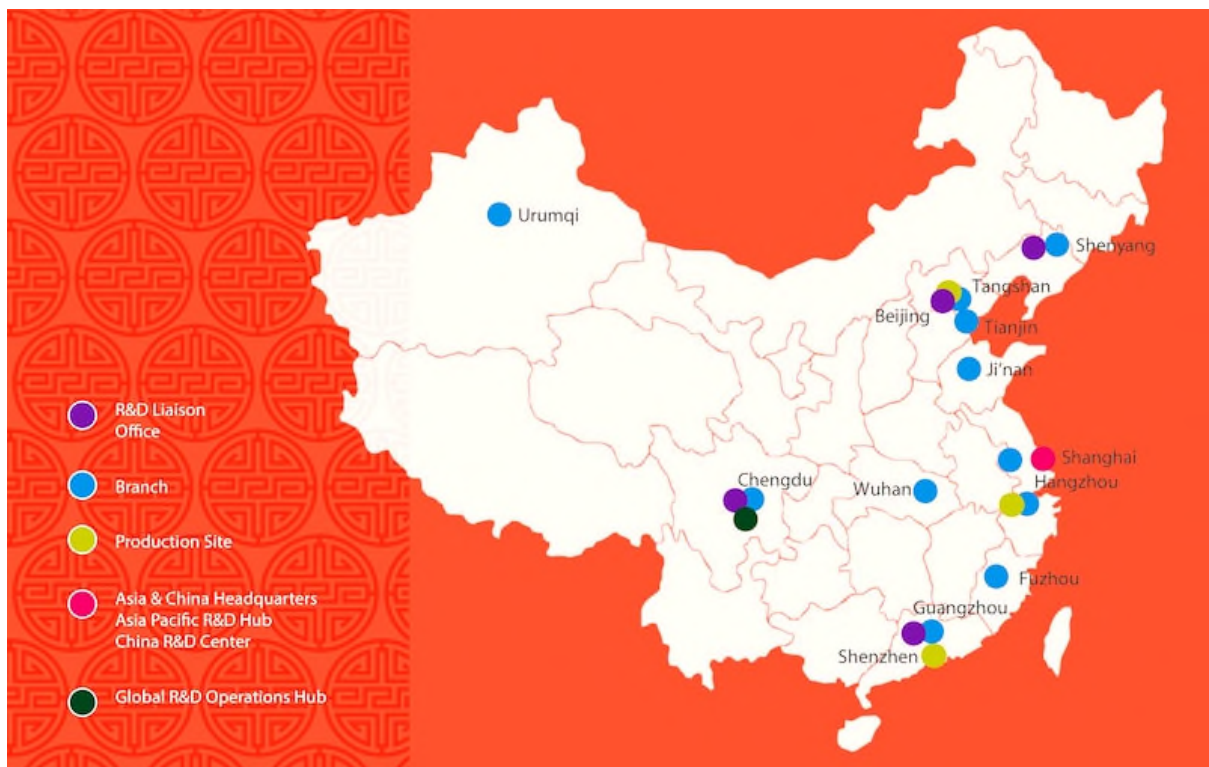 Urumqi
Shenyang
Tangshan
Beijing
Tianjin
Ji'nan
R&D Liaison
Office
Shanghai
Chengdu
Wuhan
Hangzhou
Branch
Production Site
Fuzhou
Asia & China Headquarters
Asia Pacific R&D Hub
China R&D Center
Guangzhou
Shenzhen
Global R&D Operations Hub